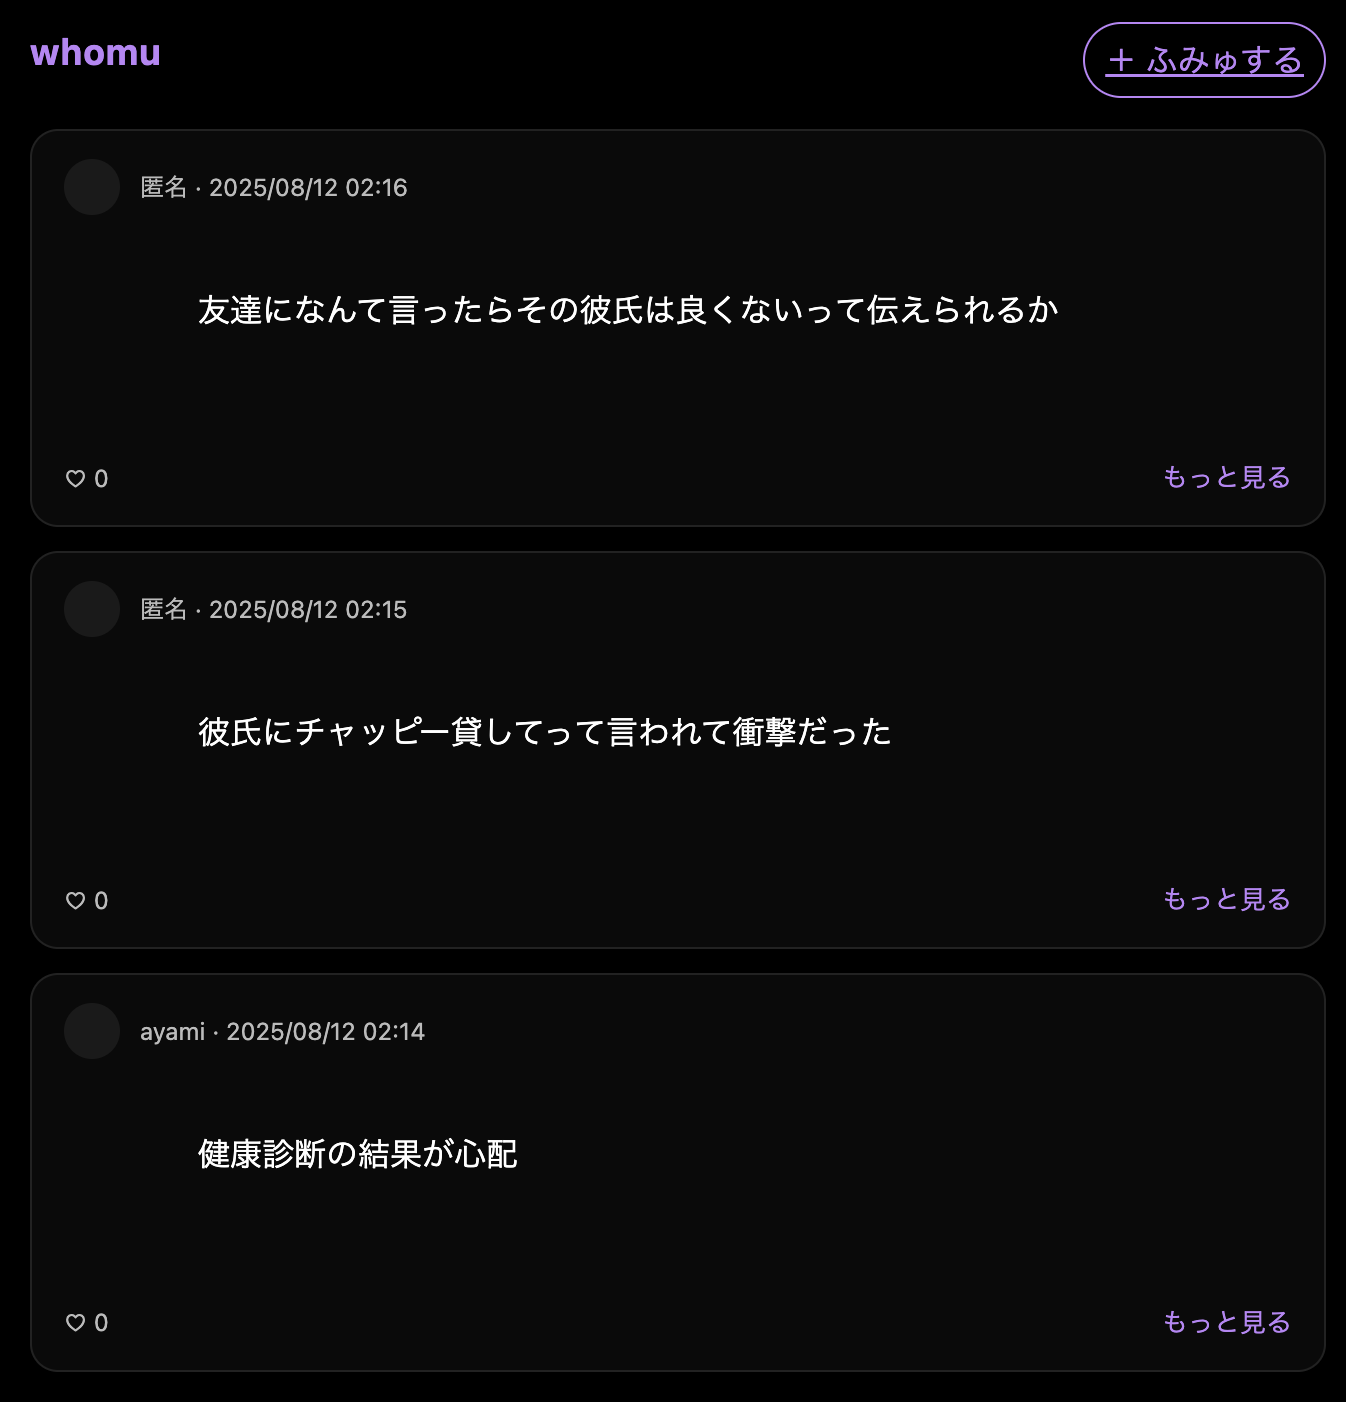 whomu
＋ ふみゅする
匿名 · 2025/08/12 02:16
友達になんて言ったらその彼氏は良くないって伝えられるか
♡ 0
もっと見る
匿名 · 2025/08/12 02:15
彼氏にチャッピー貸してって言われて衝撃だった
♡ 0
もっと見る
ayami · 2025/08/12 02:14
健康診断の結果が心配
♡ 0
もっと見る